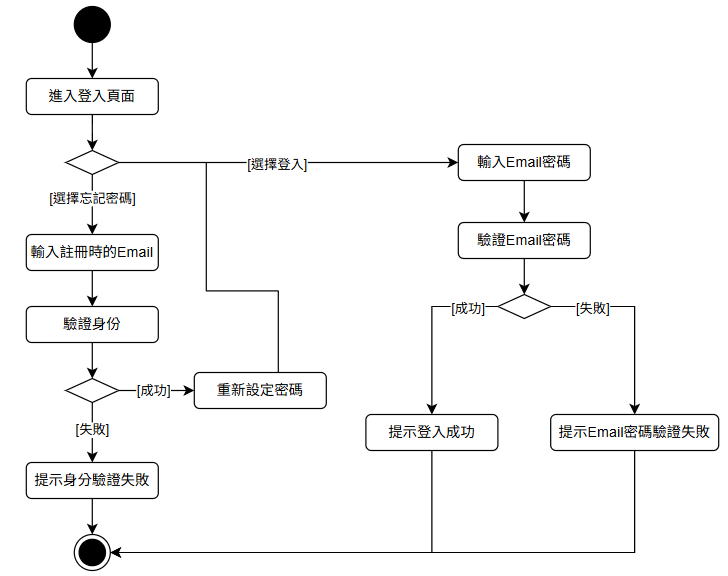 進入登入頁面
[選擇登入]
輸入Email密碼
[選擇忘記密碼]
輸入註冊時的Email
驗證Email密碼
驗證身份
[成功]
[失敗]
[成功]
重新設定密碼
[失敗]
提示登入成功
提示Email密碼驗證失敗
提示身分驗證失敗